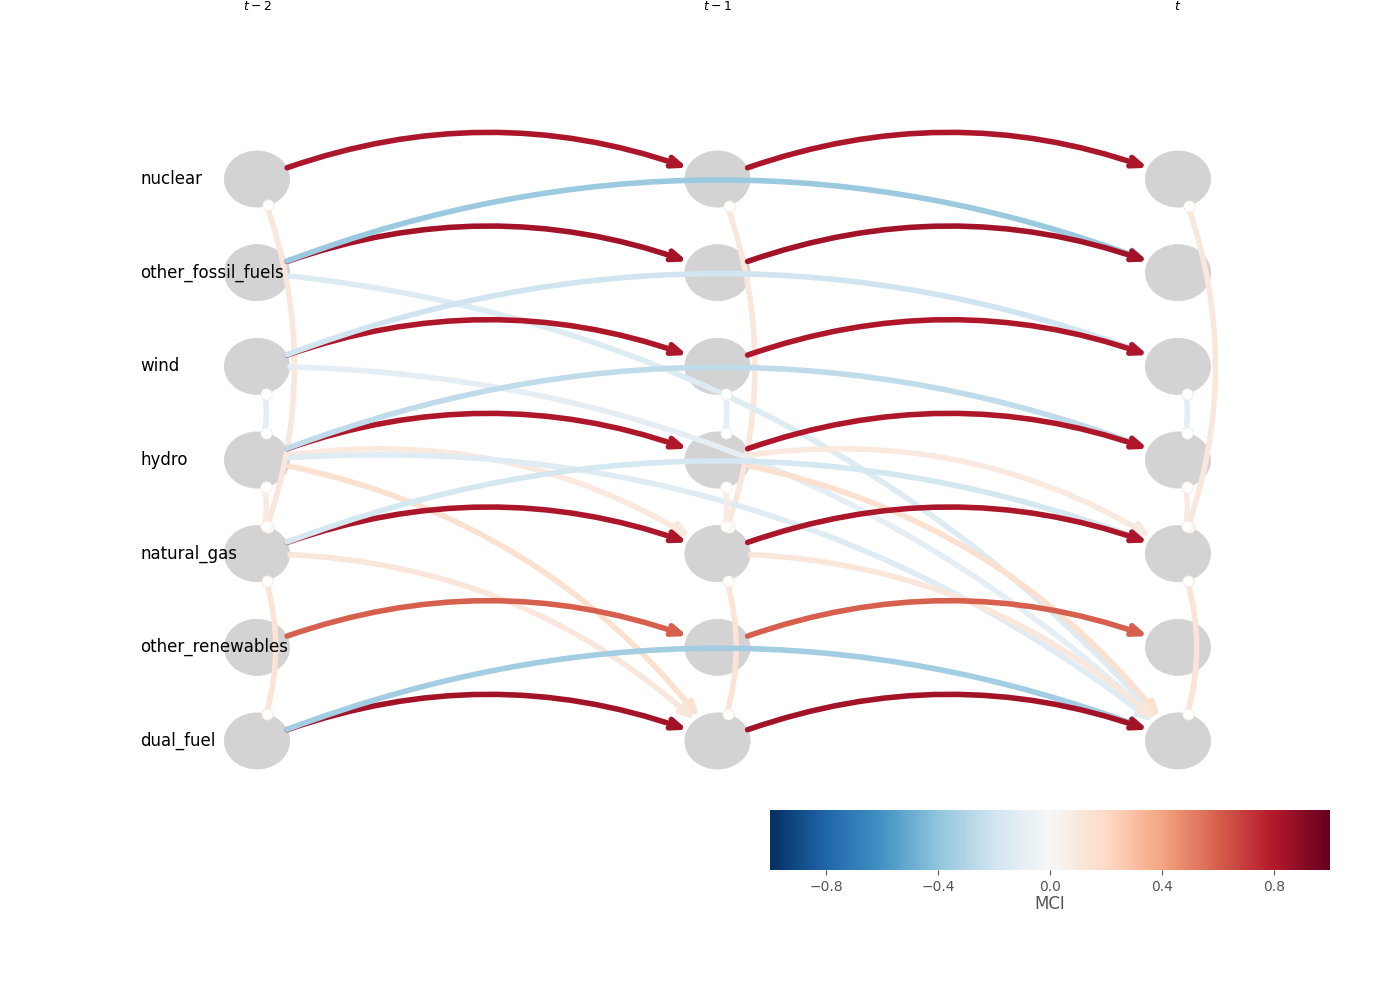 t − 2 t − 1 t
nuclear
other_fossil_fuels
wind
hydro
natural_gas
other_renewables
dual_fuel
−0.8 −0.4 0.0 0.4 0.8
MCI